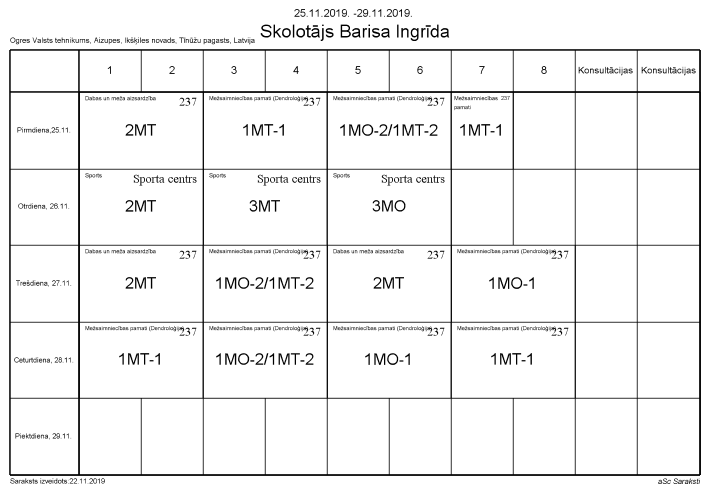 25.11.2019. -29.11.2019.
Ogres Valsts tehnikums, Aizupes, Ikšķiles novads, Tīnūžu pagasts, Latvija
Skolotājs Barisa Ingrīda
1 2 3 4 5 6 7 8 Konsultācijas Konsultācijas
Pirmdiena,25.11.
Dabas un meža aizsardzība 237
2MT
Mežsaimniecības pamati (Dendroloģija) 237
1MT-1
Mežsaimniecības pamati (Dendroloģija) 237
1MO-2/1MT-2
Mežsaimniecības 237
pamati
1MT-1
Otrdiena, 26.11.
Sports Sporta centrs
2MT
Sports Sporta centrs
3MT
Sports Sporta centrs
3MO
Trešdiena, 27.11.
Dabas un meža aizsardzība 237
2MT
Mežsaimniecības pamati (Dendroloģija) 237
1MO-2/1MT-2
Dabas un meža aizsardzība 237
2MT
Mežsaimniecības pamati (Dendroloģija) 237
1MO-1
Ceturtdiena, 28.11.
Mežsaimniecības pamati (Dendroloģija) 237
1MT-1
Mežsaimniecības pamati (Dendroloģija) 237
1MO-2/1MT-2
Mežsaimniecības pamati (Dendroloģija) 237
1MO-1
Mežsaimniecības pamati (Dendroloģija) 237
1MT-1
Piektdiena, 29.11.
Saraksts izveidots:22.11.2019
aSc Saraksti